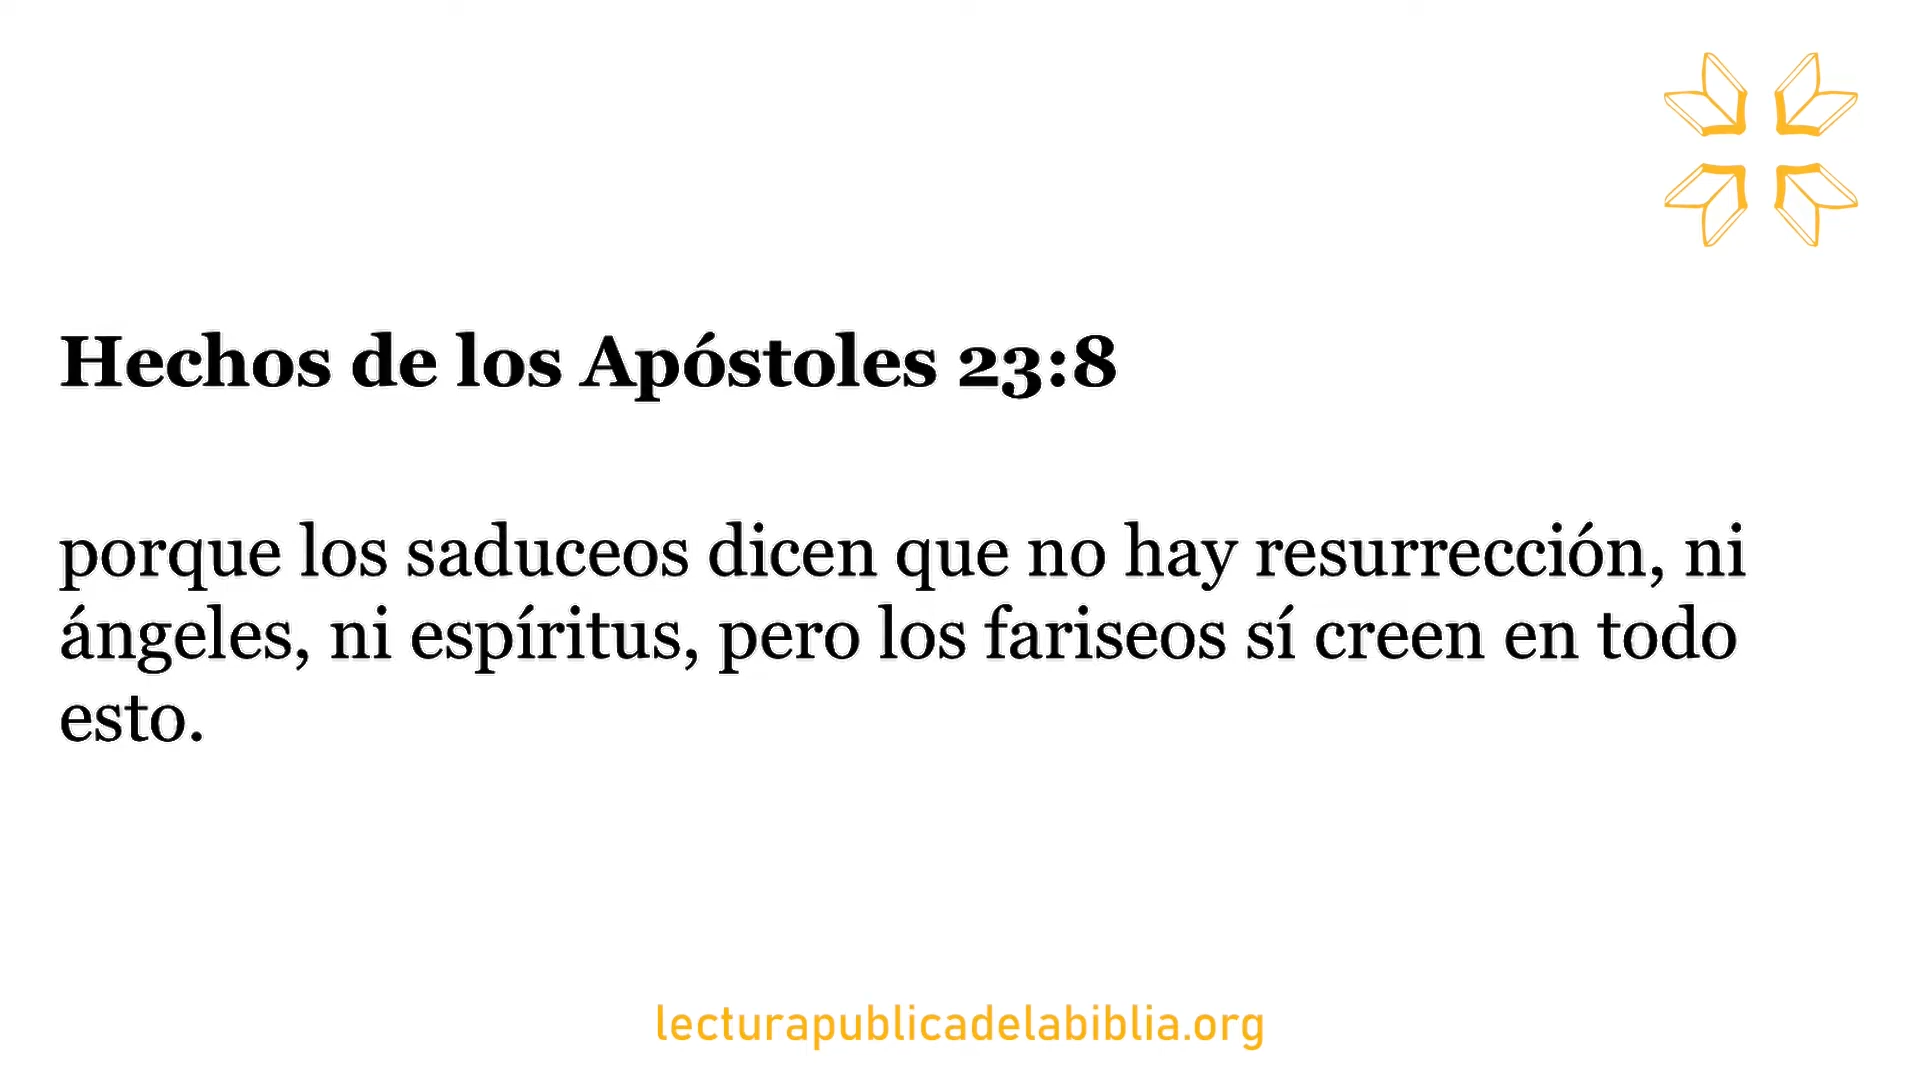 Hechos de los Apóstoles 23:8
porque los saduceos dicen que no hay resurrección, ni
ángeles, ni espíritus, pero los fariseos sí creen en todo
esto.
lecturapublicadelabiblia.org